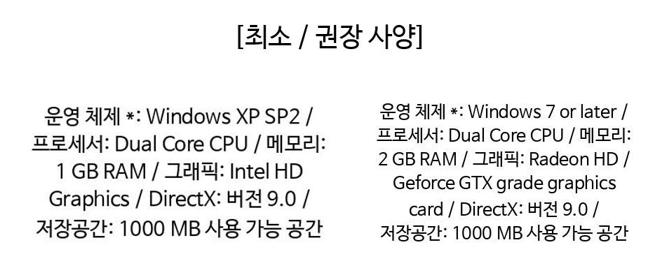 [최소 / 권장 사양]
운영 체제 *: Windows XP SP2 /
프로세서: Dual Core CPU / 메모리:
1 GB RAM / 그래픽: Intel HD
Graphics / DirectX: 버전 9.0 /
저장공간: 1000 MB 사용 가능 공간
운영 체제 *: Windows 7 or later /
프로세서: Dual Core CPU / 메모리:
2 GB RAM / 그래픽: Radeon HD /
Geforce GTX grade graphics
card / DirectX: 버전 9.0 /
저장공간: 1000 MB 사용 가능 공간